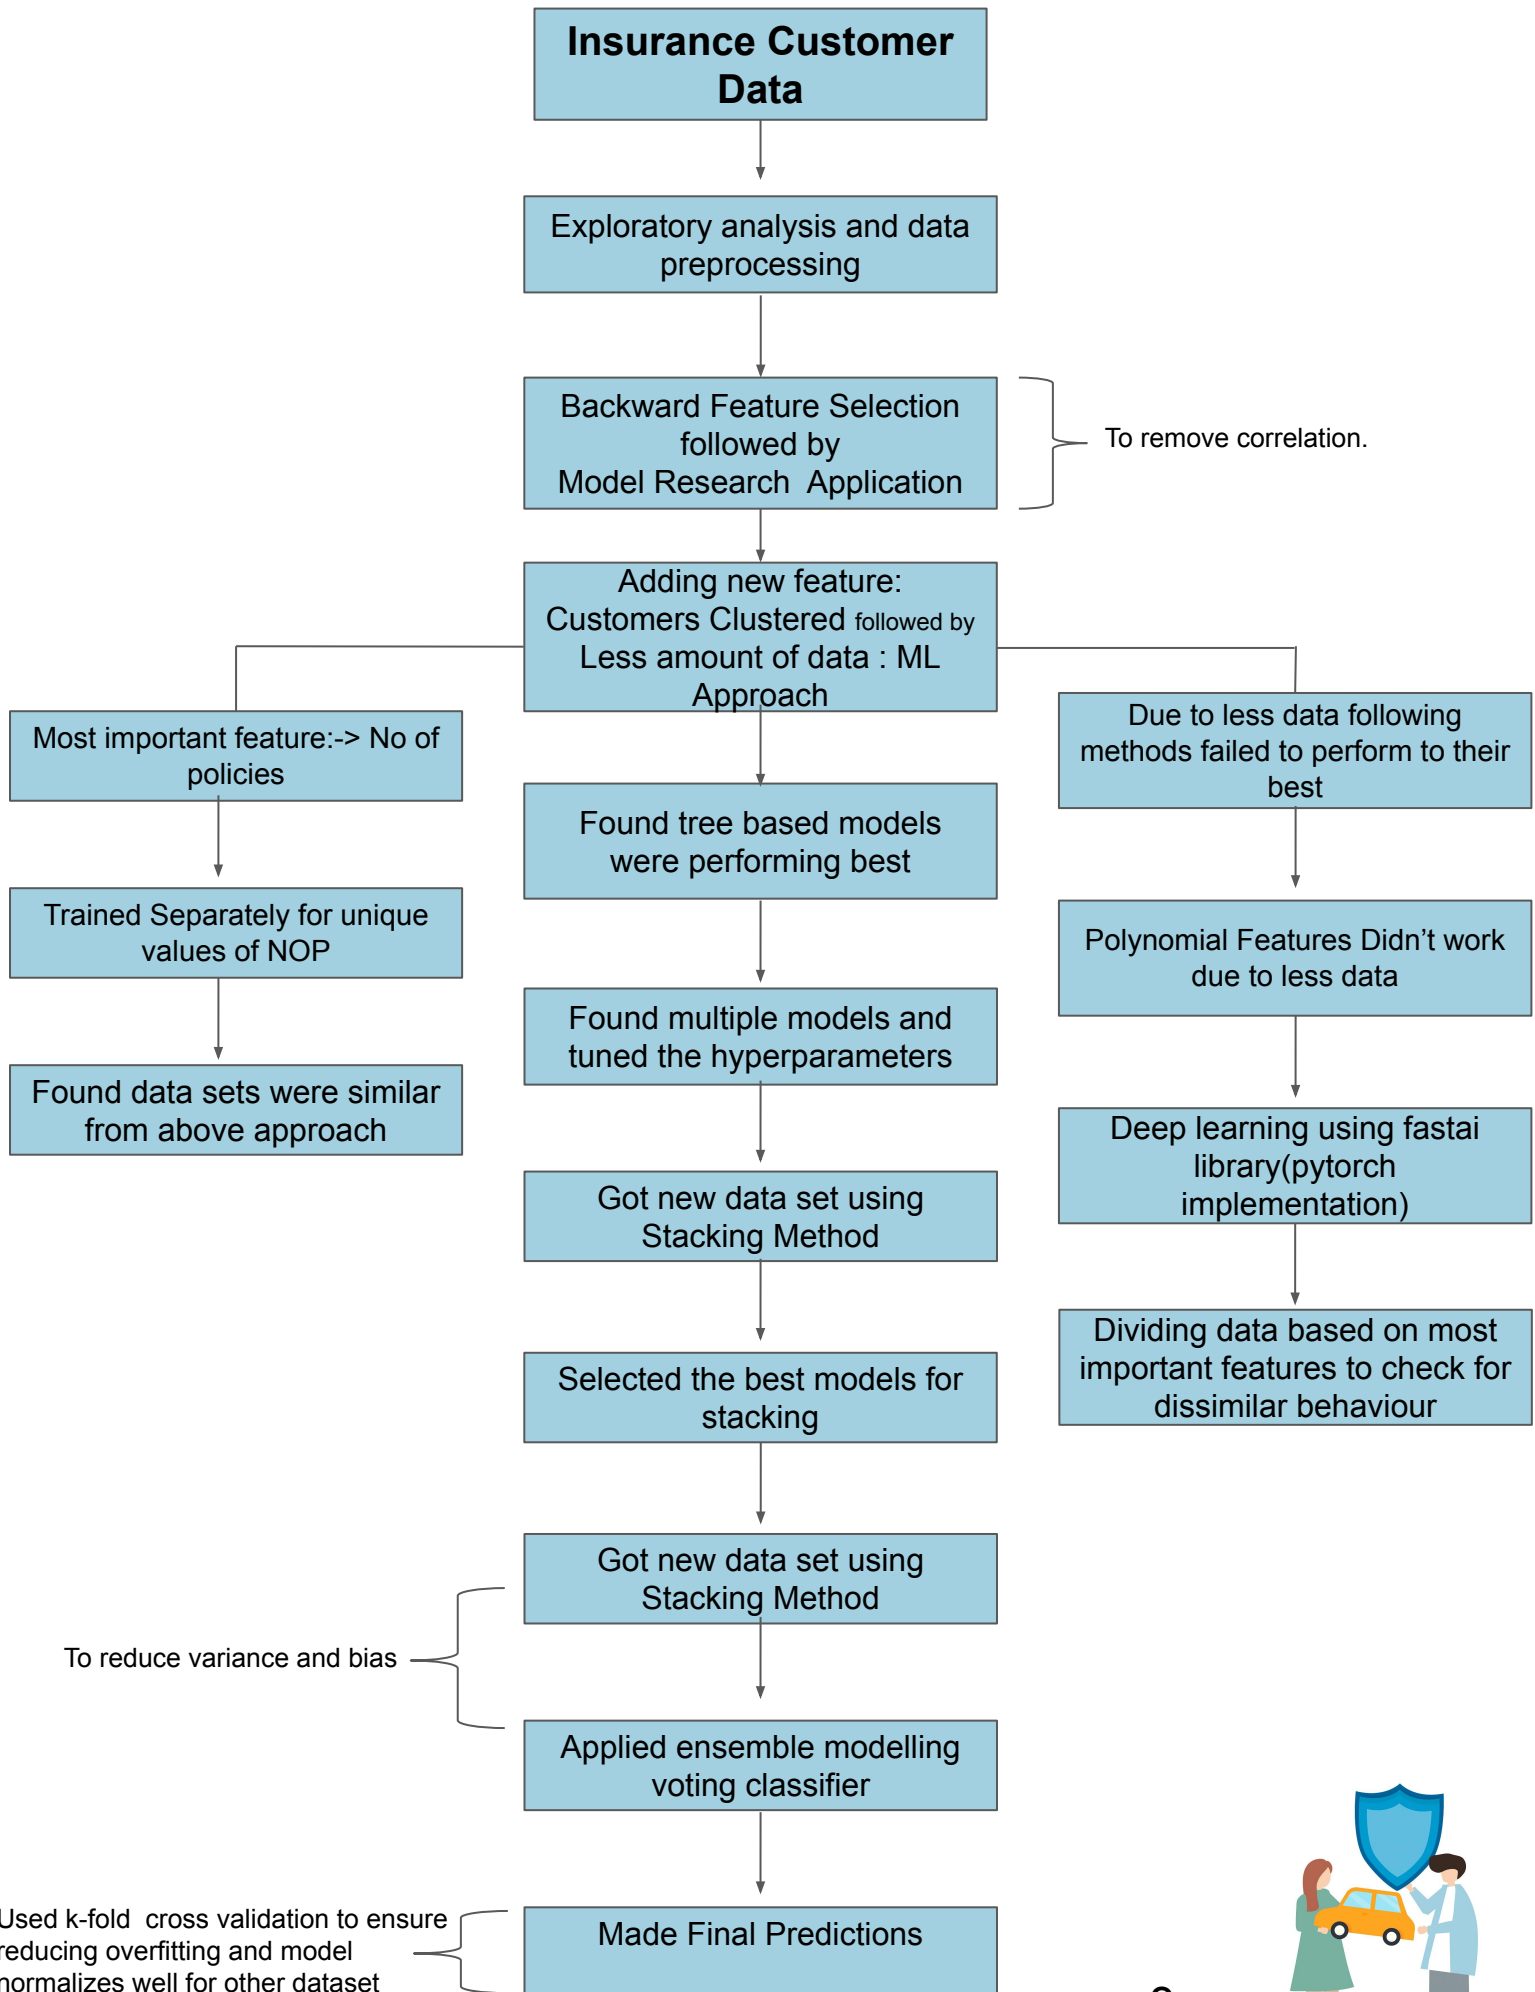 Insurance Customer
Data
Exploratory analysis and data
preprocessing
Backward Feature Selection
followed by
Model Research  Application
To remove correlation.
Adding new feature:
Customers Clustered followed by
Less amount of data : ML
Approach
Most important feature:-> No of
policies
Trained Separately for unique
values of NOP
Found data sets were similar
from above approach
Found tree based models
were performing best
Found multiple models and
tuned the hyperparameters
Got new data set using
Stacking Method
Selected the best models for
stacking
Got new data set using
Stacking Method
To reduce variance and bias
Applied ensemble modelling
voting classifier
Made Final Predictions
Used k-fold  cross validation to ensure
reducing overfitting and model
normalizes well for other dataset
Due to less data following
methods failed to perform to their
best
Polynomial Features Didn’t work
due to less data
Deep learning using fastai
library(pytorch
implementation)
Dividing data based on most
important features to check for
dissimilar behaviour